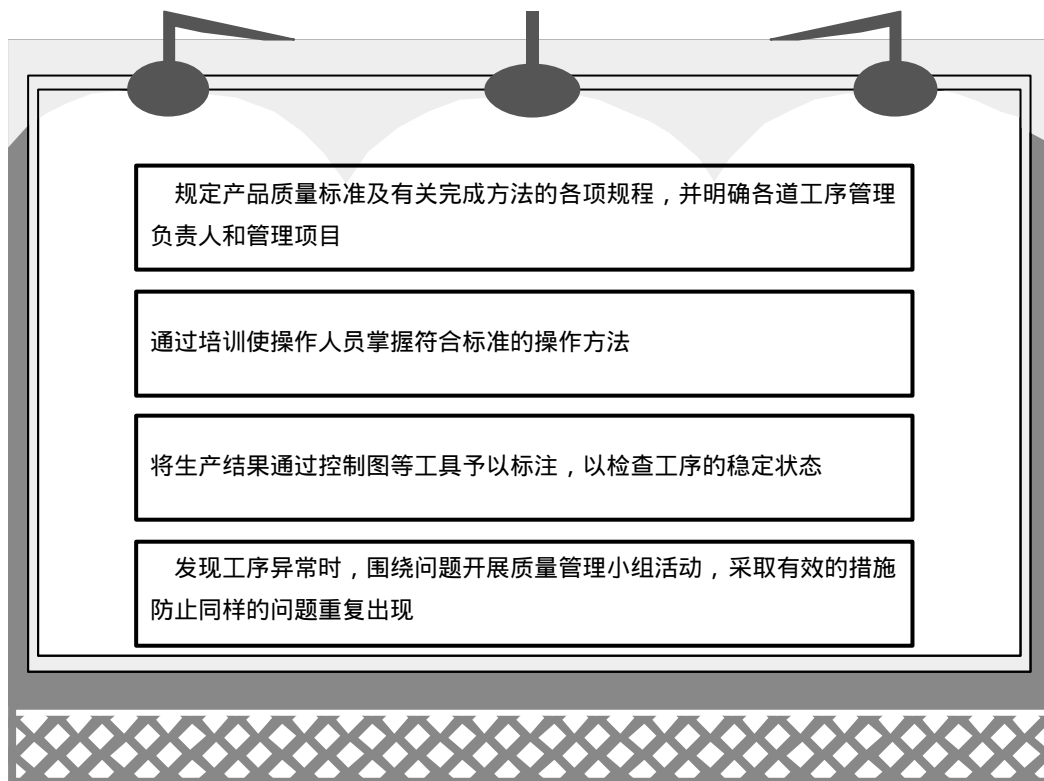 规定产品质量标准及有关完成方法的各项规程，并明确各道工序管理
负责人和管理项目
通过培训使操作人员掌握符合标准的操作方法
将生产结果通过控制图等工具予以标注，以检查工序的稳定状态
发现工序异常时，围绕问题开展质量管理小组活动，采取有效的措施
防止同样的问题重复出现